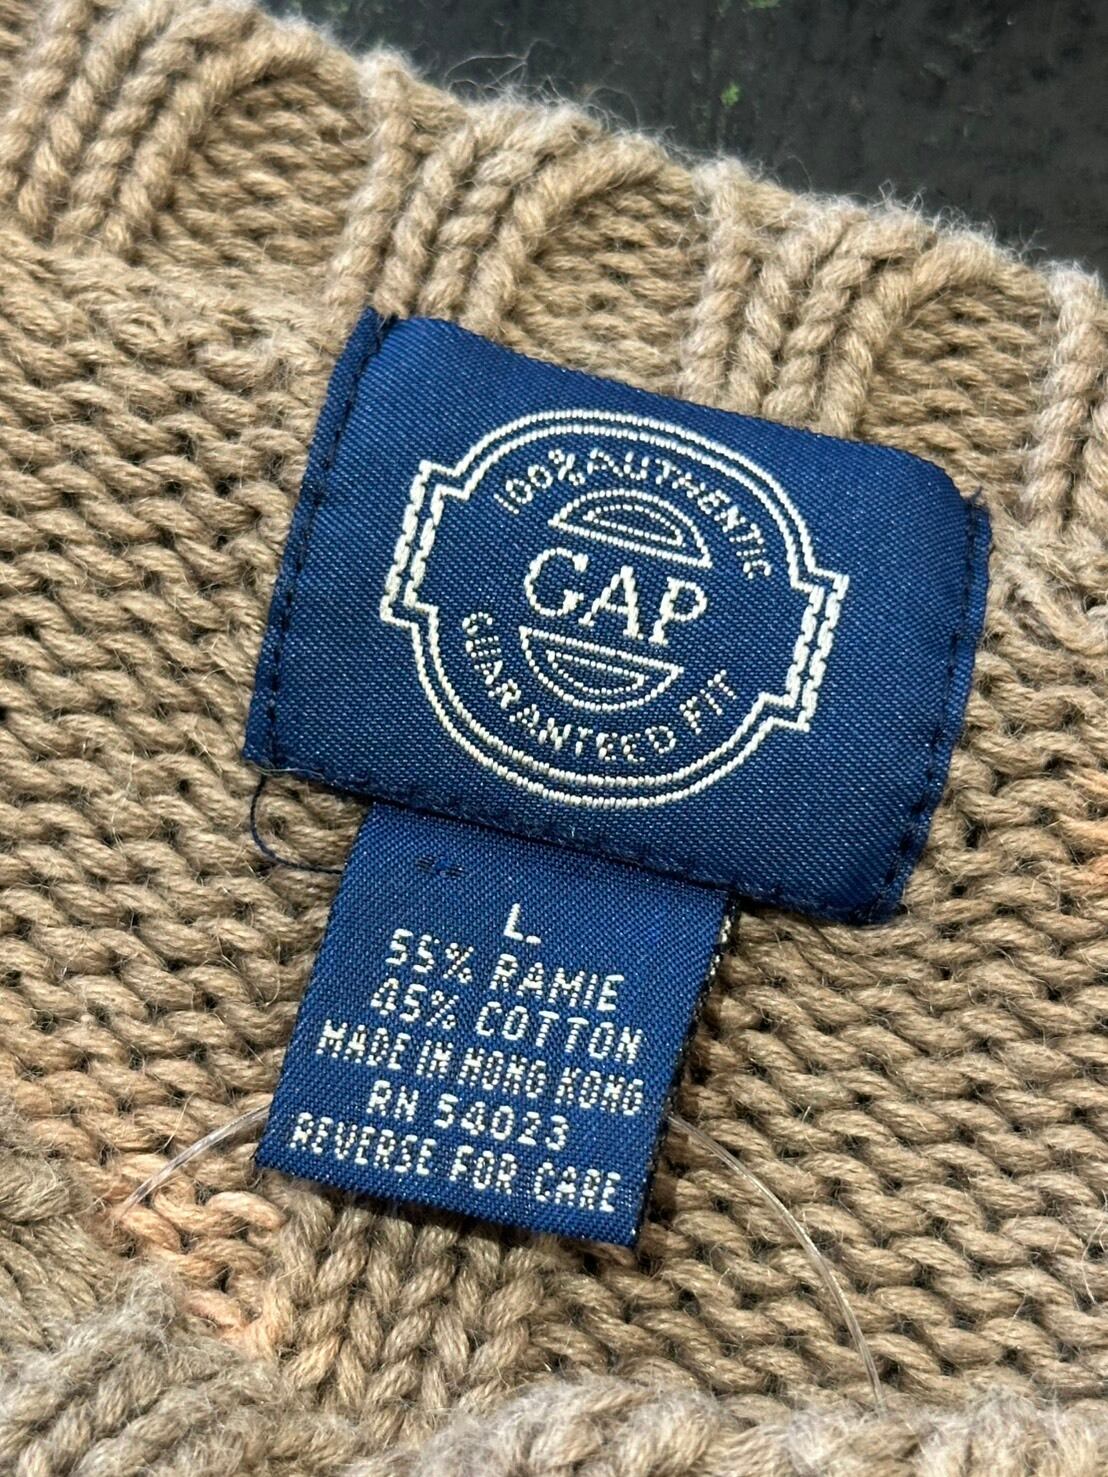 100% AUTHENTIC
GAP
GUARANTEED FIT
L
55% RAMIE
45% COTTON
MADE IN HONG KONG
RN 54023
REVERSE FOR CARE